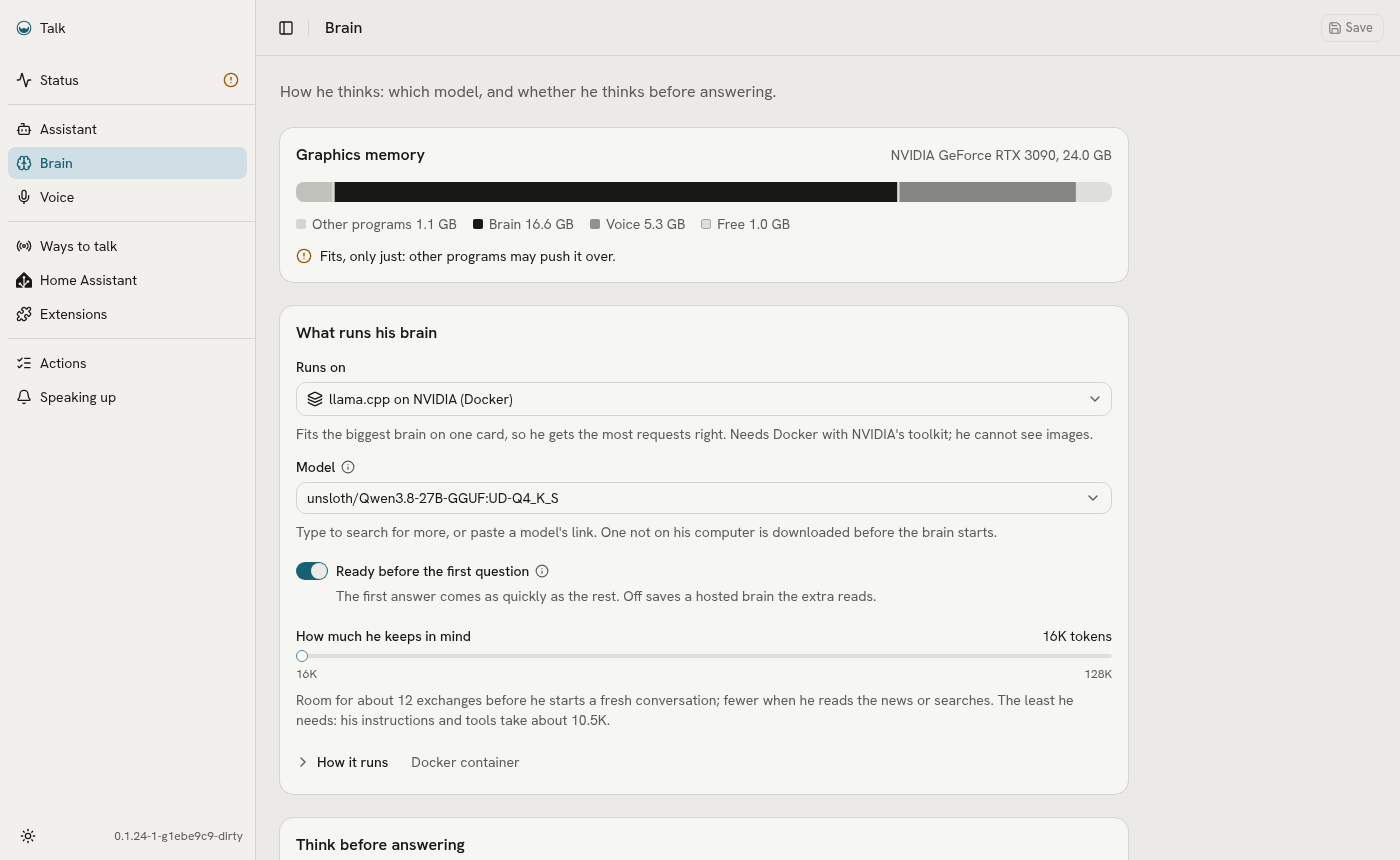 Talk
Status
Assistant
Brain
Voice
Ways to talk
Home Assistant
Extensions
Actions
Speaking up
0.1.24-1-g1ebe9c9-dirty
Brain
Save
How he thinks: which model, and whether he thinks before answering.
Graphics memory
NVIDIA GeForce RTX 3090, 24.0 GB
Other programs 1.1 GB
Brain 16.6 GB
Voice 5.3 GB
Free 1.0 GB
Fits, only just: other programs may push it over.
What runs his brain
Runs on
llama.cpp on NVIDIA (Docker)
Fits the biggest brain on one card, so he gets the most requests right. Needs Docker with NVIDIA's toolkit; he cannot see images.
Model
unsloth/Qwen3.8-27B-GGUF:UD-Q4_K_S
Type to search for more, or paste a model's link. One not on his computer is downloaded before the brain starts.
Ready before the first question
The first answer comes as quickly as the rest. Off saves a hosted brain the extra reads.
How much he keeps in mind
16K tokens
16K
128K
Room for about 12 exchanges before he starts a fresh conversation; fewer when he reads the news or searches. The least he
needs: his instructions and tools take about 10.5K.
How it runs
Docker container
Think before answering